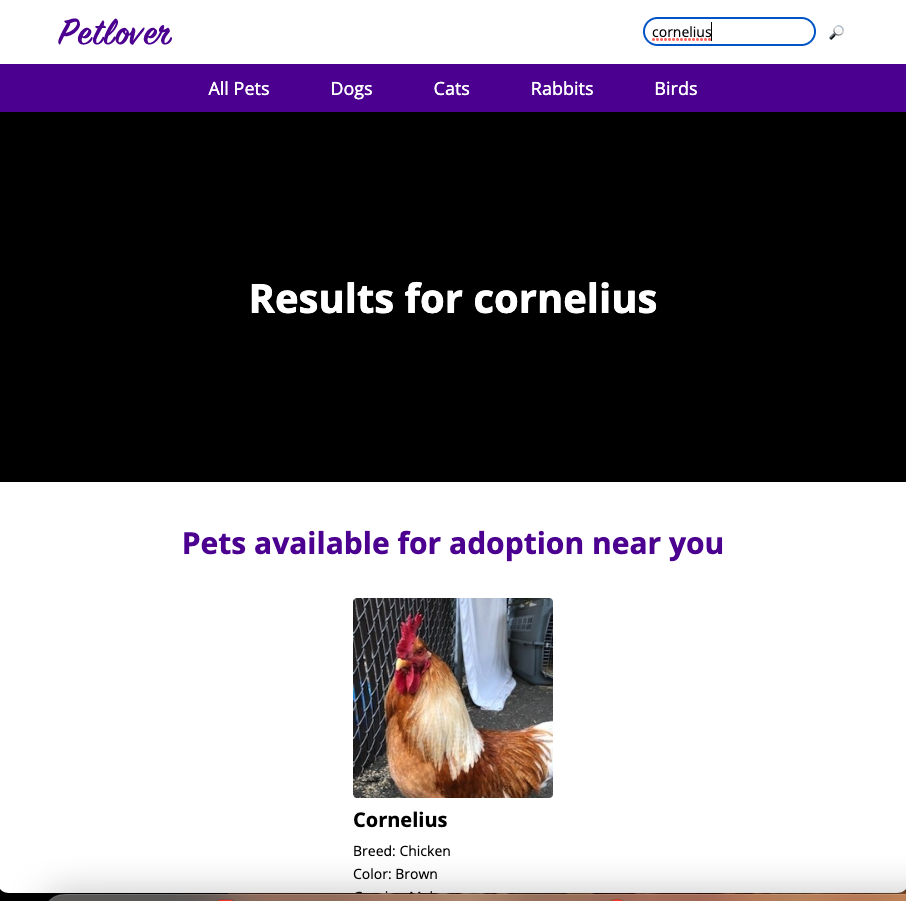 Petlover
cornelius
All Pets Dogs Cats Rabbits Birds
Results for cornelius
Pets available for adoption near you
Cornelius
Breed: Chicken
Color: Brown